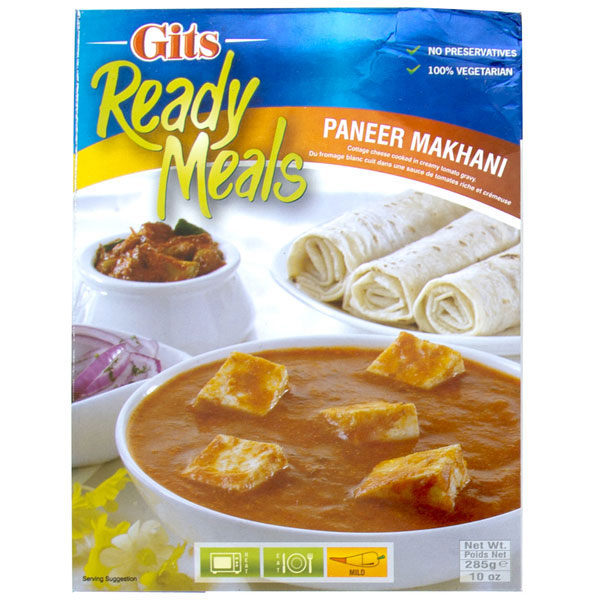 Gits
Ready
Meals
NO PRESERVATIVES
100% VEGETARIAN
PANEER MAKHANI
Cottage cheese cooked in creamy tomato gravy.
Du fromage blanc cuit dans une sauce de tomates riche et crémeuse
HEAT
EAT
MILD
Net Wt.
Poids Net
285g e
10 oz
Serving Suggestion